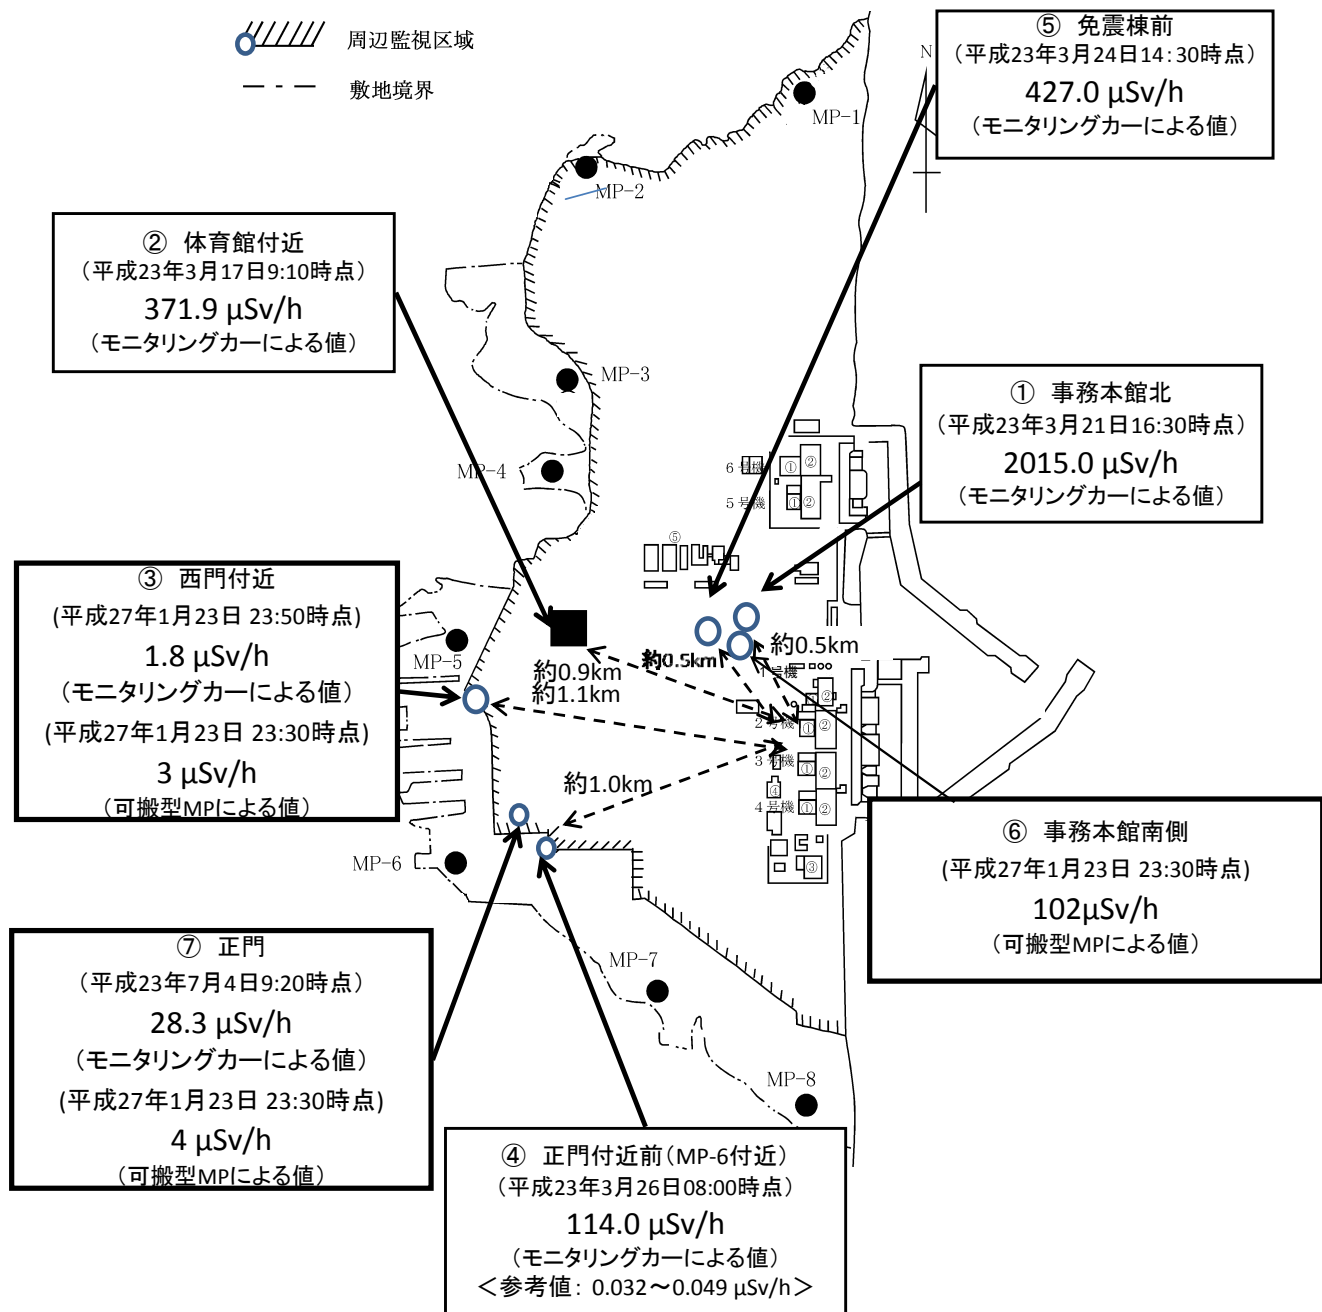 周辺監視区域
敷地境界
⑤ 免震棟前
(平成23年3月24日14:30時点)
427.0 μSv/h
(モニタリングカーによる値)
N
MP-1
MP-2
② 体育館付近
(平成23年3月17日9:10時点)
371.9 μSv/h
(モニタリングカーによる値)
MP-3
① 事務本館北
(平成23年3月21日16:30時点)
2015.0 μSv/h
(モニタリングカーによる値)
MP-4
6号機
① ②
5号機
① ②
⑤
③ 西門付近
(平成27年1月23日 23:50時点)
1.8 μSv/h
(モニタリングカーによる値)
(平成27年1月23日 23:30時点)
3 μSv/h
(可搬型MPによる値)
MP-5
約0.9km
約1.1km
約0.5km
約0.5km
1号機
②
2号機
① ②
3号機
① ②
④
4号機
① ②
③
約1.0km
MP-6
⑥ 事務本館南側
(平成27年1月23日 23:30時点)
102μSv/h
(可搬型MPによる値)
⑦ 正門
(平成23年7月4日9:20時点)
28.3 μSv/h
(モニタリングカーによる値)
(平成27年1月23日 23:30時点)
4 μSv/h
(可搬型MPによる値)
MP-7
MP-8
④ 正門付近前(MP-6付近)
(平成23年3月26日08:00時点)
114.0 μSv/h
(モニタリングカーによる値)
<参考値: 0.032~0.049 μSv/h>